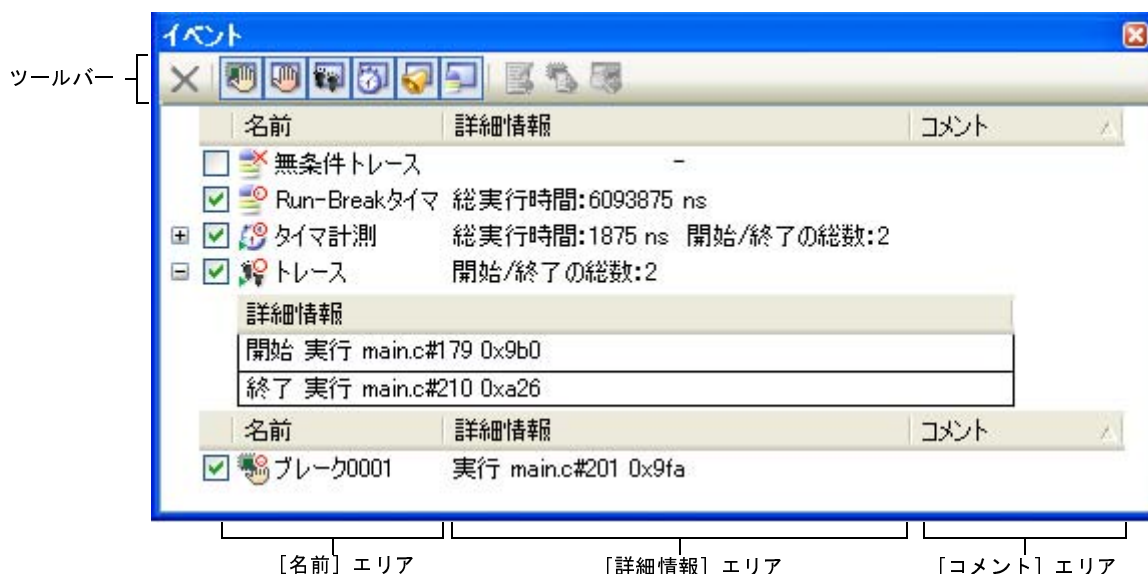 イベント
ツールバー
名前 詳細情報 コメント
無条件トレース -
Run-Breakタイマ 総実行時間:6093875 ns
タイマ計測 総実行時間:1875 ns 開始/終了の総数:2
トレース 開始/終了の総数:2
詳細情報
開始 実行 main.c#179 0x9b0
終了 実行 main.c#210 0xa26
名前 詳細情報 コメント
ブレーク0001 実行 main.c#201 0x9fa
［名前］エリア ［詳細情報］エリア ［コメント］エリア